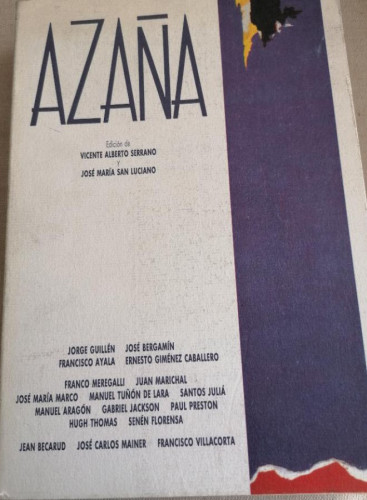 AZAÑA
Edición de
VICENTE ALBERTO SERRANO
Y
JOSÉ MARÍA SAN LUCIANO
JORGE GUILLÉN JOSÉ BERGAMÍN
FRANCISCO AYALA ERNESTO GIMÉNEZ CABALLERO
FRANCO MEREGALLI JUAN MARICHAL
JOSÉ MARÍA MARCO MANUEL TUÑÓN DE LARA SANTOS JULIÁ
MANUEL ARAGÓN GABRIEL JACKSON PAUL PRESTON
HUGH THOMAS SENÉN FLORENSA
JEAN BECARUD JOSÉ CARLOS MAINER FRANCISCO VILLACORTA